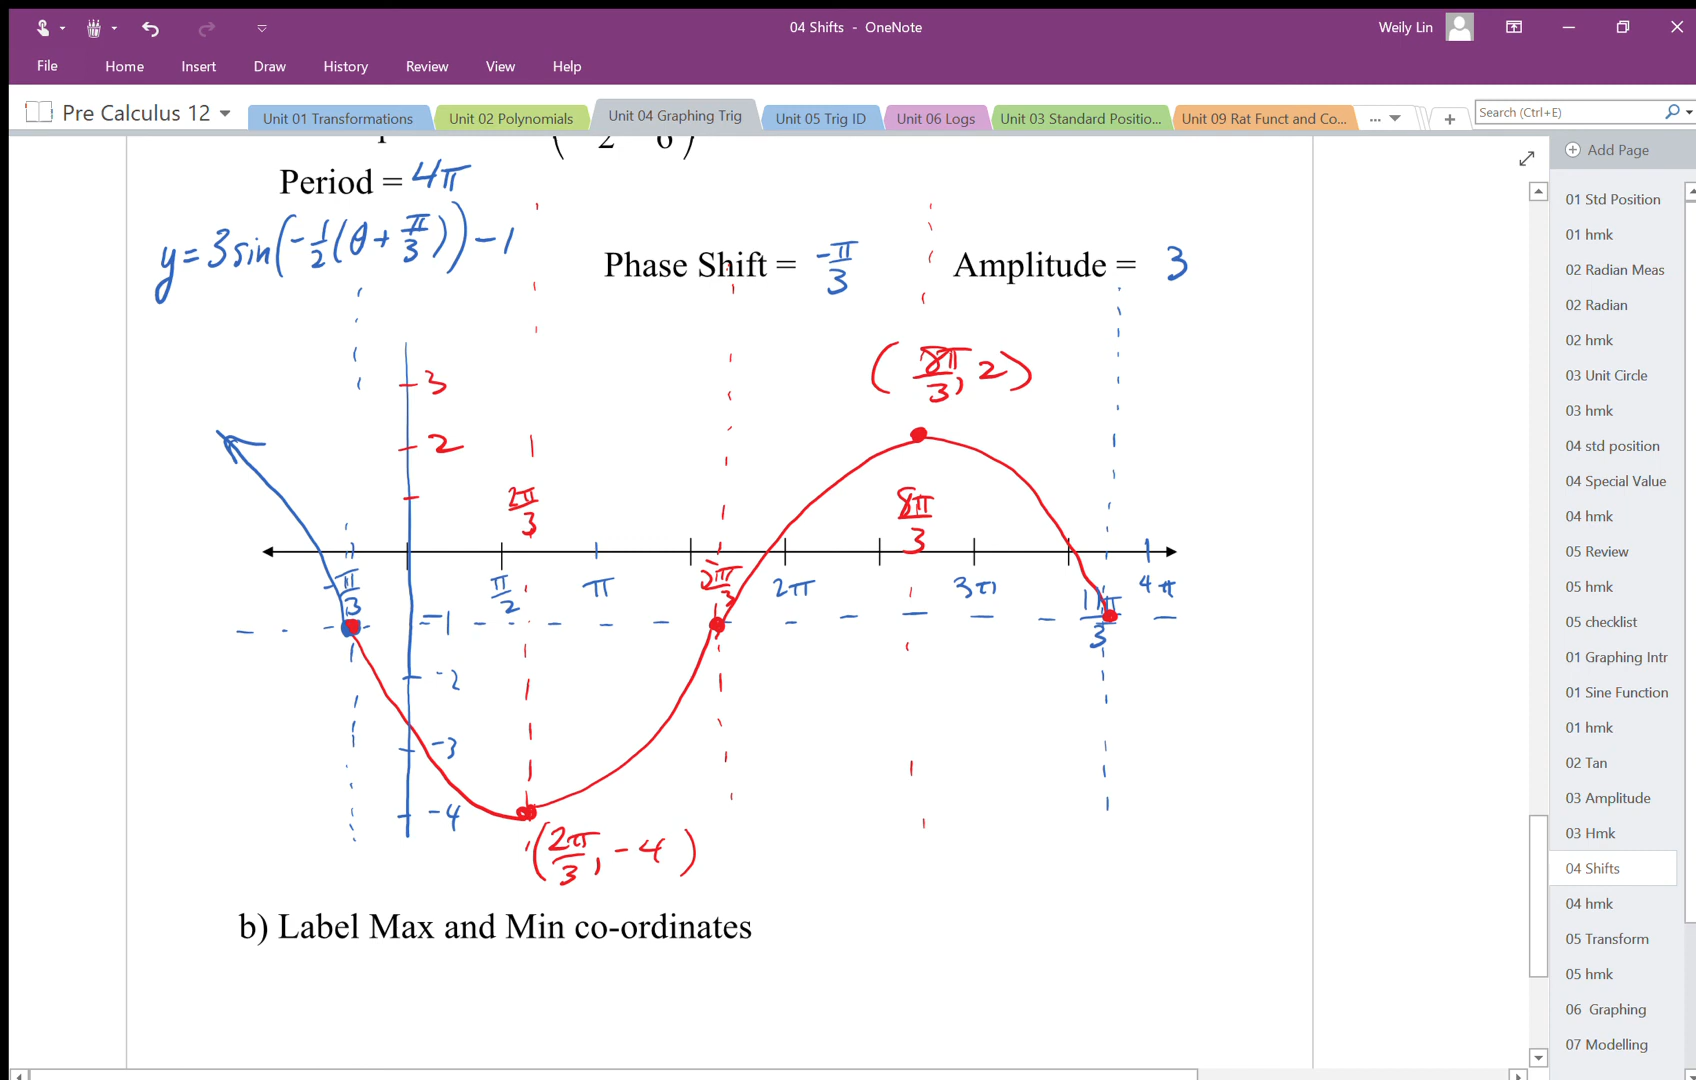 04 Shifts - OneNote
Weily Lin
File Home Insert Draw History Review View Help
Pre Calculus 12
Unit 01 Transformations Unit 02 Polynomials Unit 04 Graphing Trig Unit 05 Trig ID Unit 06 Logs Unit 03 Standard Positio... Unit 09 Rat Funct and Co... ...
Search (Ctrl+E)
Add Page
Period = 4π
y = 3 sin(-1/2(θ + π/3)) - 1
Phase Shift = -π/3
Amplitude = 3
(8π/3, 2)
3
2
2π/3
8π/3
-π/3
π/2
π
5π/3
2π
3π
11π/3
4π
-1
-2
-3
-4
(2π/3, -4)
b) Label Max and Min co-ordinates
01 Std Position
01 hmk
02 Radian Meas
02 Radian
02 hmk
03 Unit Circle
03 hmk
04 std position
04 Special Value
04 hmk
05 Review
05 hmk
05 checklist
01 Graphing Intr
01 Sine Function
01 hmk
02 Tan
03 Amplitude
03 Hmk
04 Shifts
04 hmk
05 Transform
05 hmk
06 Graphing
07 Modelling